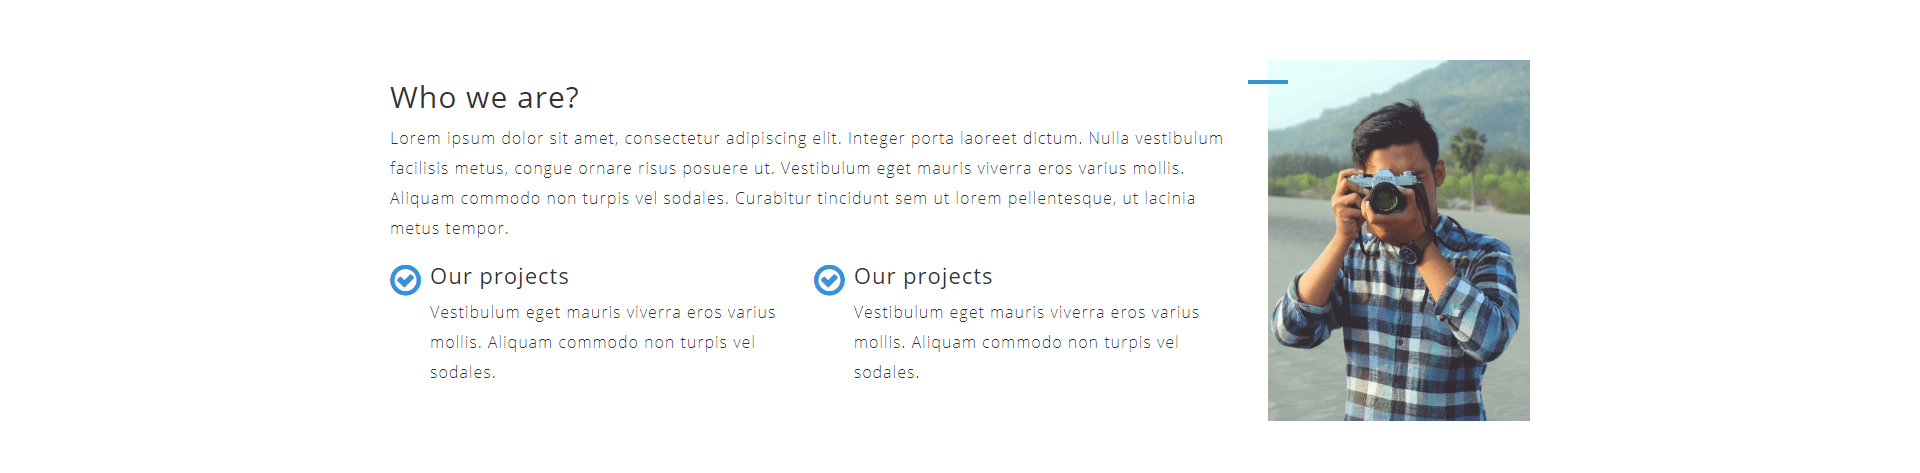 Who we are?
Lorem ipsum dolor sit amet, consectetur adipiscing elit. Integer porta laoreet dictum. Nulla vestibulum
facilisis metus, congue ornare risus posuere ut. Vestibulum eget mauris viverra eros varius mollis.
Aliquam commodo non turpis vel sodales. Curabitur tincidunt sem ut lorem pellentesque, ut lacinia
metus tempor.
Our projects
Vestibulum eget mauris viverra eros varius
mollis. Aliquam commodo non turpis vel
sodales.
Our projects
Vestibulum eget mauris viverra eros varius
mollis. Aliquam commodo non turpis vel
sodales.